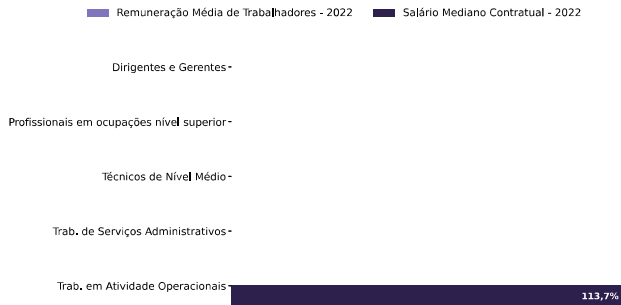 Remuneração Média de Trabalhadores - 2022 Salário Mediano Contratual - 2022
Dirigentes e Gerentes
Profissionais em ocupações nível superior
Técnicos de Nível Médio
Trab. de Serviços Administrativos
Trab. em Atividade Operacionais
113,7%